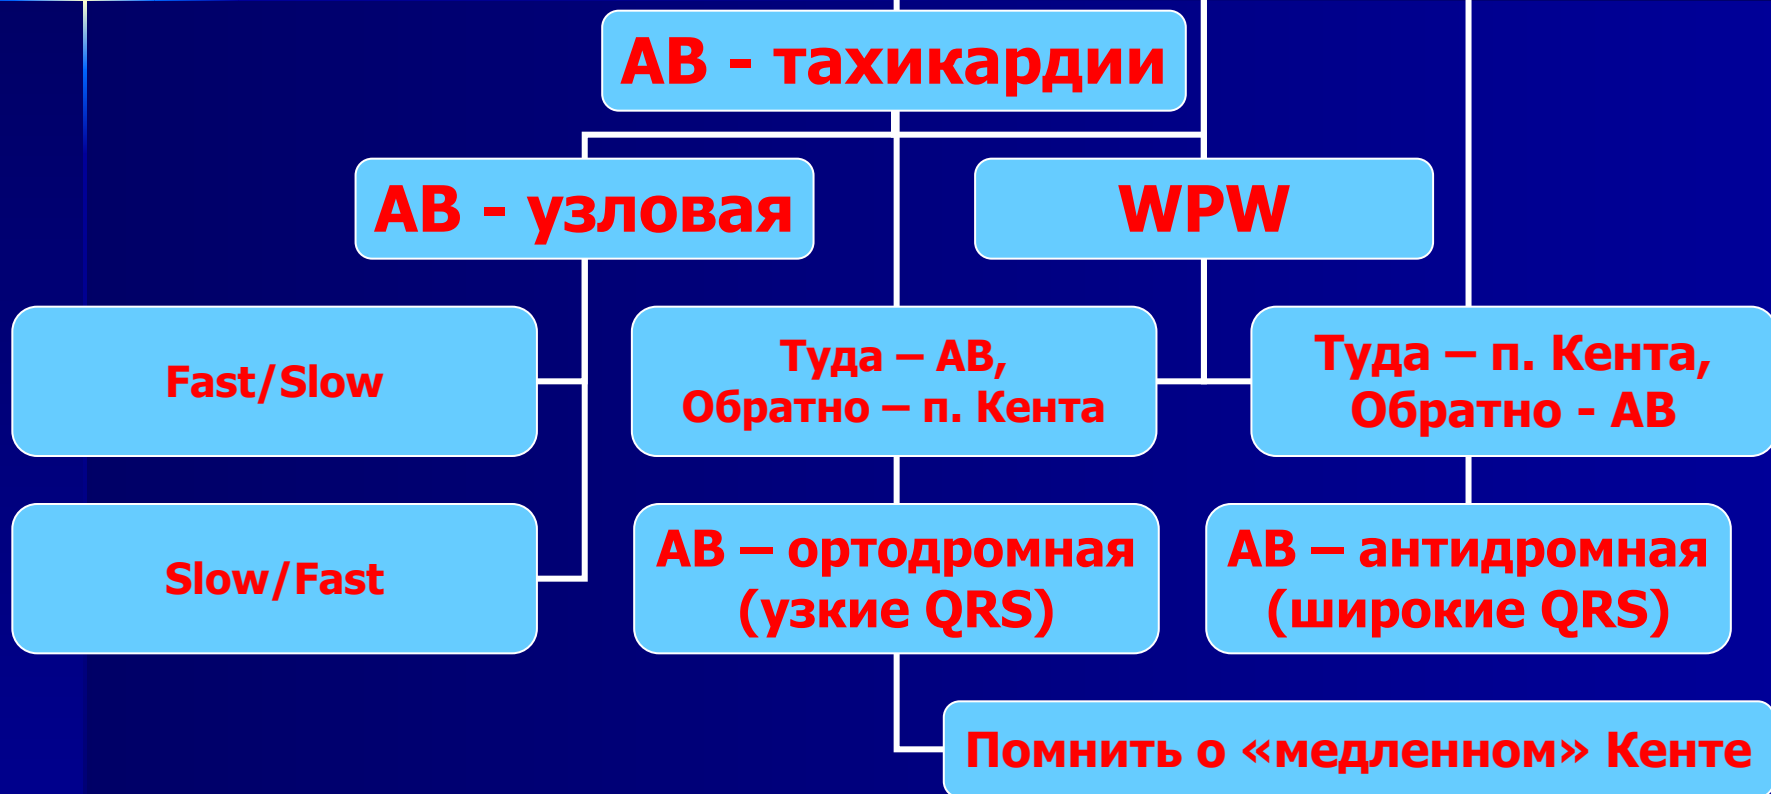 АВ - тахикардии
АВ - узловая
WPW
Fast/Slow
Туда – АВ,
Обратно – п. Кента
Туда – п. Кента,
Обратно - АВ
Slow/Fast
АВ – ортодромная
(узкие QRS)
АВ – антидромная
(широкие QRS)
Помнить о «медленном» Кенте